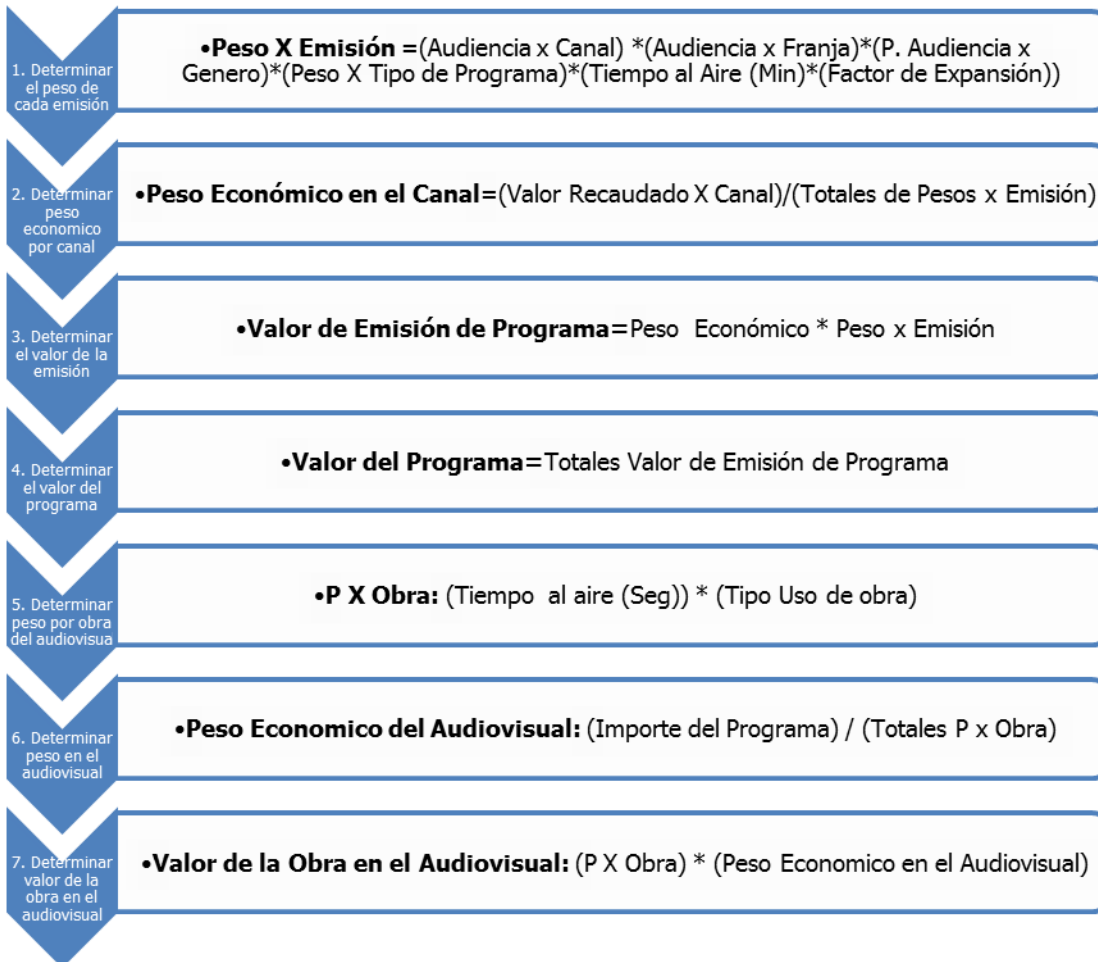 1. Determinar
el peso de
cada emisión
•Peso X Emisión =(Audiencia x Canal) *(Audiencia x Franja)*(P. Audiencia x
Genero)*(Peso X Tipo de Programa)*(Tiempo al Aire (Min)*(Factor de Expansión))
2. Determinar
peso
economico
por canal
•Peso Económico en el Canal=(Valor Recaudado X Canal)/(Totales de Pesos x Emisión)
3. Determinar
el valor de la
emisión
•Valor de Emisión de Programa=Peso Económico * Peso x Emisión
4. Determinar
el valor del
programa
•Valor del Programa=Totales Valor de Emisión de Programa
5. Determinar
peso por obra
del audiovisua
•P X Obra: (Tiempo al aire (Seg)) * (Tipo Uso de obra)
6. Determinar
peso en el
audiovisual
•Peso Economico del Audiovisual: (Importe del Programa) / (Totales P x Obra)
7. Determinar
valor de la
obra en el
audiovisual
•Valor de la Obra en el Audiovisual: (P X Obra) * (Peso Economico en el Audiovisual)